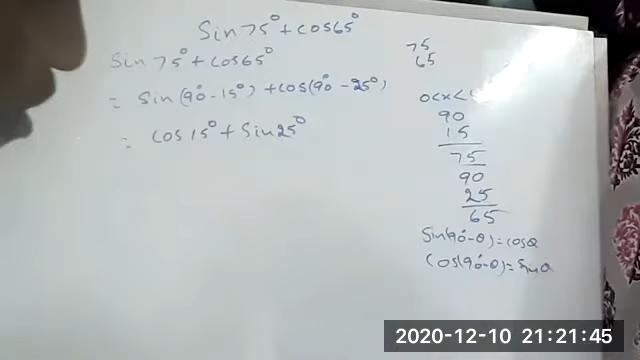 Sin75°+cos65°
Sin75°+cos65°
= Sin(90°-15°)+cos(90°-25°)
= cos15°+sin25°
75
65
0<x<
90
15
75
90
25
65
Sin(90°-θ)=cosθ
cos(90°-θ)=sinθ
2020-12-10 21:21:45